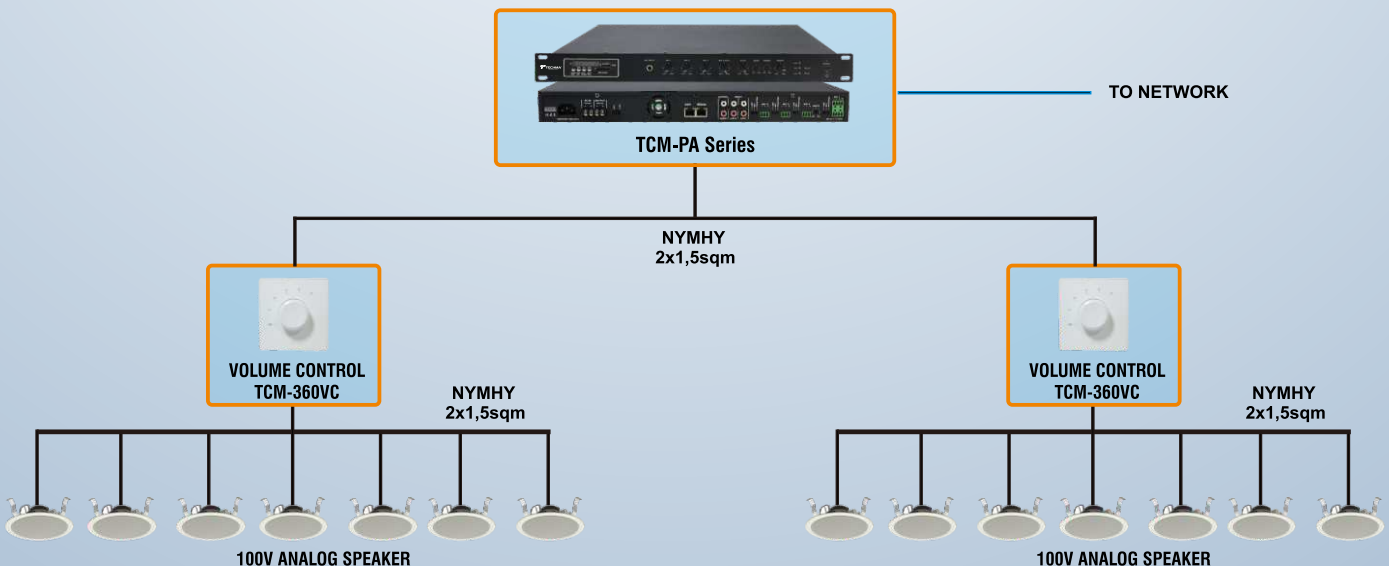 TECHMA
TO NETWORK
TCM-PA Series
NYMHY
2x1,5sqm
VOLUME CONTROL
TCM-360VC
NYMHY
2x1,5sqm
VOLUME CONTROL
TCM-360VC
NYMHY
2x1,5sqm
100V ANALOG SPEAKER
100V ANALOG SPEAKER